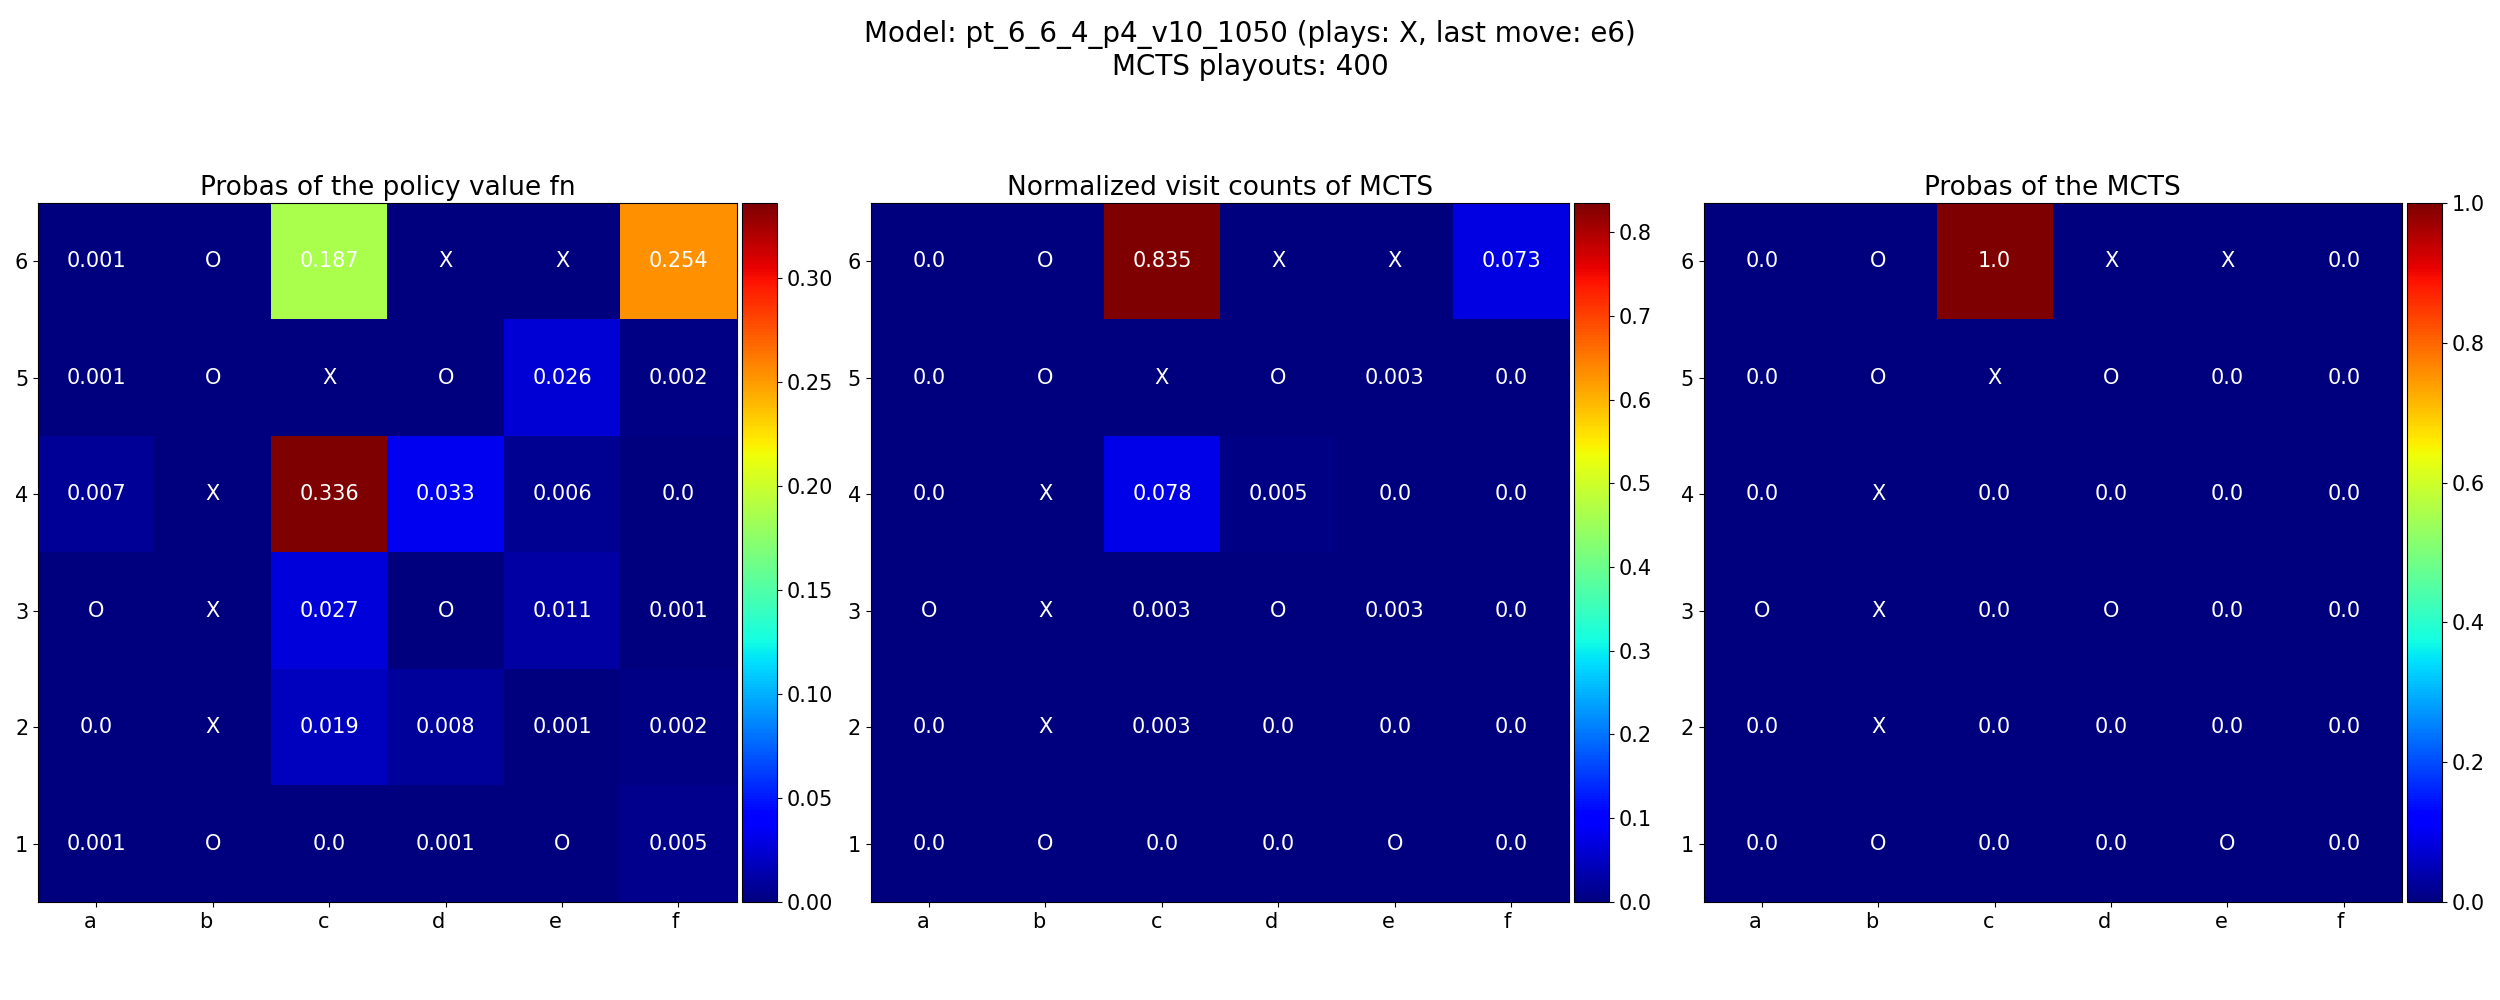 Model: pt_6_6_4_p4_v10_1050 (plays: X, last move: e6)
MCTS playouts: 400
Probas of the policy value fn
6 0.001 O 0.187 X X 0.254
5 0.001 O X O 0.026 0.002
4 0.007 X 0.336 0.033 0.006 0.0
3 O X 0.027 O 0.011 0.001
2 0.0 X 0.019 0.008 0.001 0.002
1 0.001 O 0.0 0.001 O 0.005
a b c d e f
0.30
0.25
0.20
0.15
0.10
0.05
0.00
Normalized visit counts of MCTS
6 0.0 O 0.835 X X 0.073
5 0.0 O X O 0.003 0.0
4 0.0 X 0.078 0.005 0.0 0.0
3 O X 0.003 O 0.003 0.0
2 0.0 X 0.003 0.0 0.0 0.0
1 0.0 O 0.0 0.0 O 0.0
a b c d e f
0.8
0.7
0.6
0.5
0.4
0.3
0.2
0.1
0.0
Probas of the MCTS
6 0.0 O 1.0 X X 0.0
5 0.0 O X O 0.0 0.0
4 0.0 X 0.0 0.0 0.0 0.0
3 O X 0.0 O 0.0 0.0
2 0.0 X 0.0 0.0 0.0 0.0
1 0.0 O 0.0 0.0 O 0.0
a b c d e f
1.0
0.8
0.6
0.4
0.2
0.0